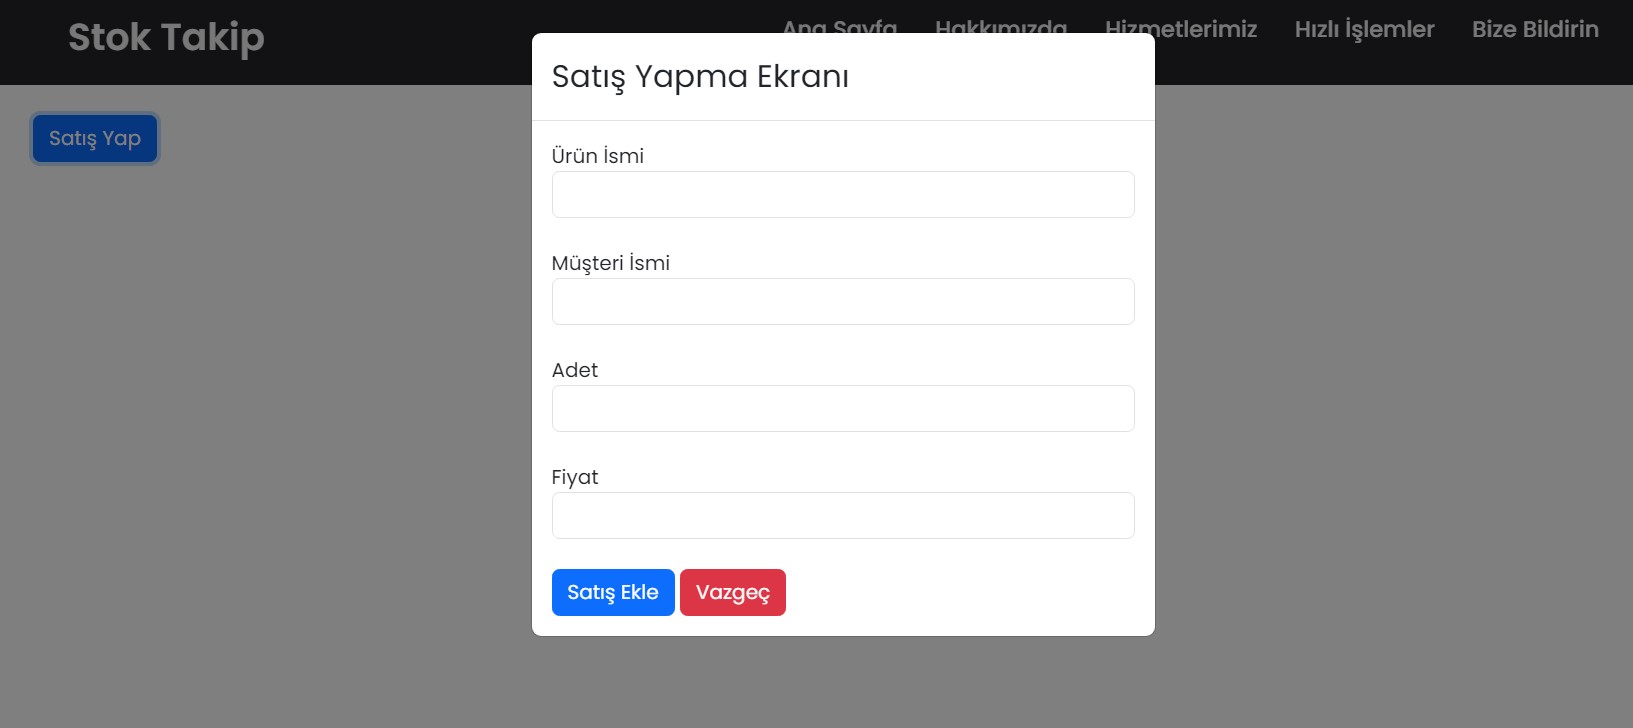 Stok Takip
Ana Sayfa Hakkımızda Hizmetlerimiz Hızlı İşlemler Bize Bildirin
Satış Yap
Satış Yapma Ekranı
Ürün İsmi
Müşteri İsmi
Adet
Fiyat
Satış Ekle Vazgeç